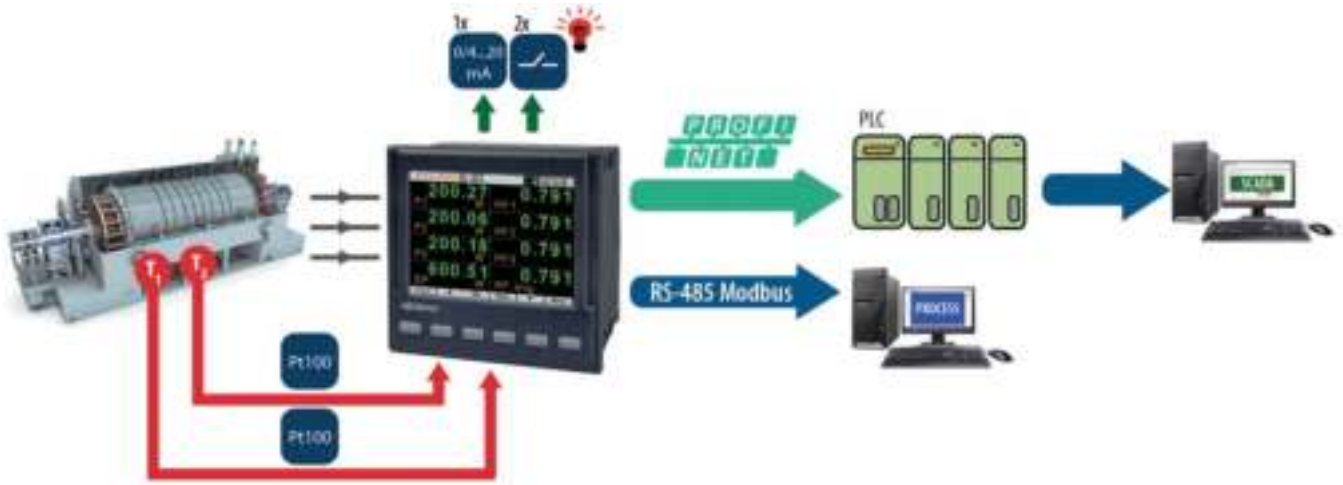 1x
2x
0/4...20
mA
PROFI
NET
PLC
200.27
0.791
200.06
0.791
200.18
0.791
600.51
0.791
SCADA
RS-485 Modbus
PROCESS
Pt100
Pt100